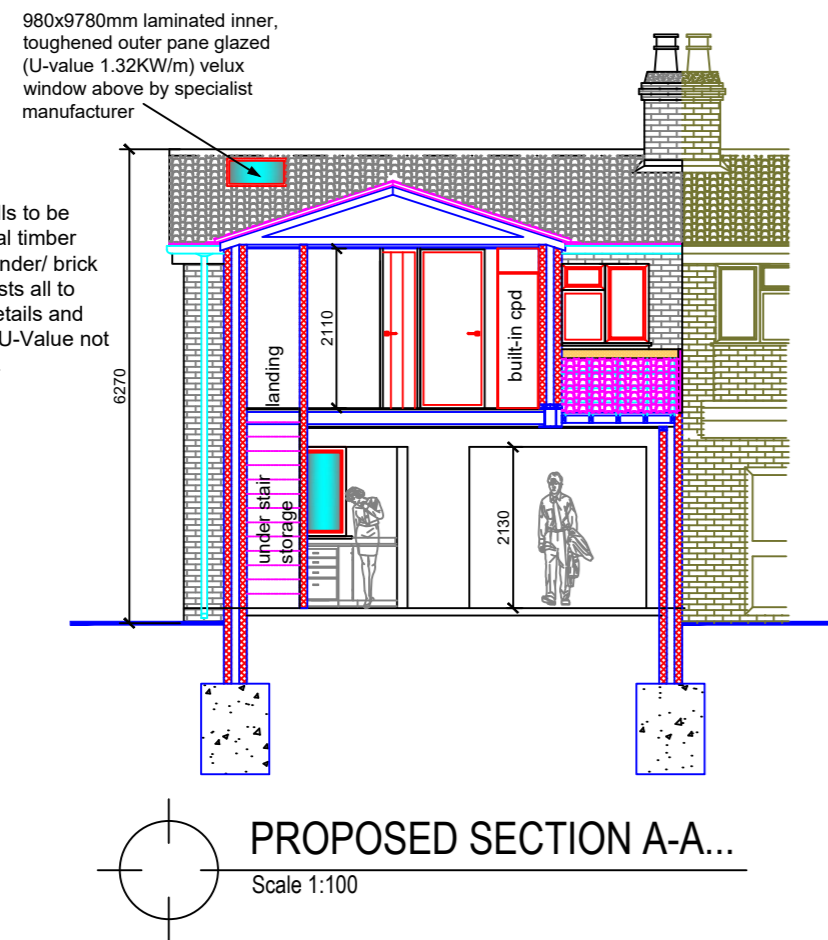 980x9780mm laminated inner,
toughened outer pane glazed
(U-value 1.32KW/m) velux
window above by specialist
manufacturer
lls to be
al timber
nder/ brick
sts all to
etails and
U-Value not
6270
landing
2110
built-in cpd
under stair
storage
2130
PROPOSED SECTION A-A...
Scale 1:100